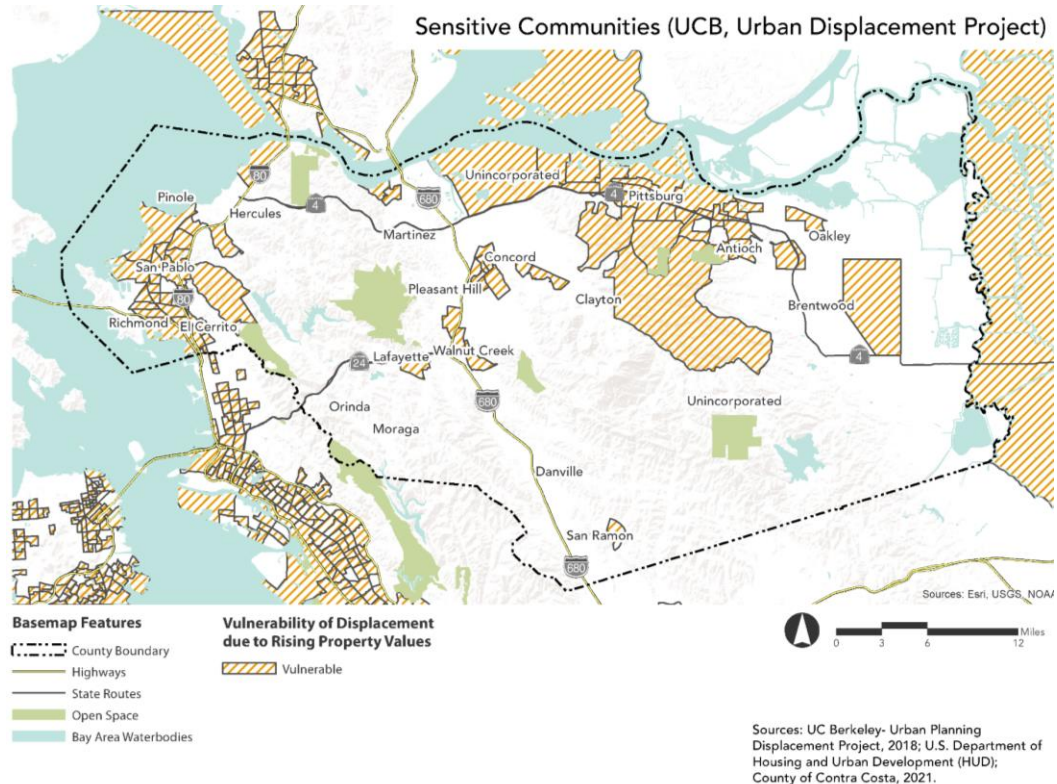 Sensitive Communities (UCB, Urban Displacement Project)
80
Unincorporated
Pinole
680
4
Pittsburg
Hercules
4
Martinez
Oakley
Antioch
San Pablo
Concord
Pleasant Hill
80
Clayton
Brentwood
Richmond
El Cerrito
Walnut Creek
24
Lafayette
4
680
Unincorporated
Orinda
Moraga
Danville
San Ramon
680
Sources: Esri, USGS, NOAA
Basemap Features
County Boundary
Highways
State Routes
Open Space
Bay Area Waterbodies
Vulnerability of Displacement
due to Rising Property Values
Vulnerable
Miles
0 3 6 12
Sources: UC Berkeley- Urban Planning
Displacement Project, 2018; U.S. Department of
Housing and Urban Development (HUD);
County of Contra Costa, 2021.